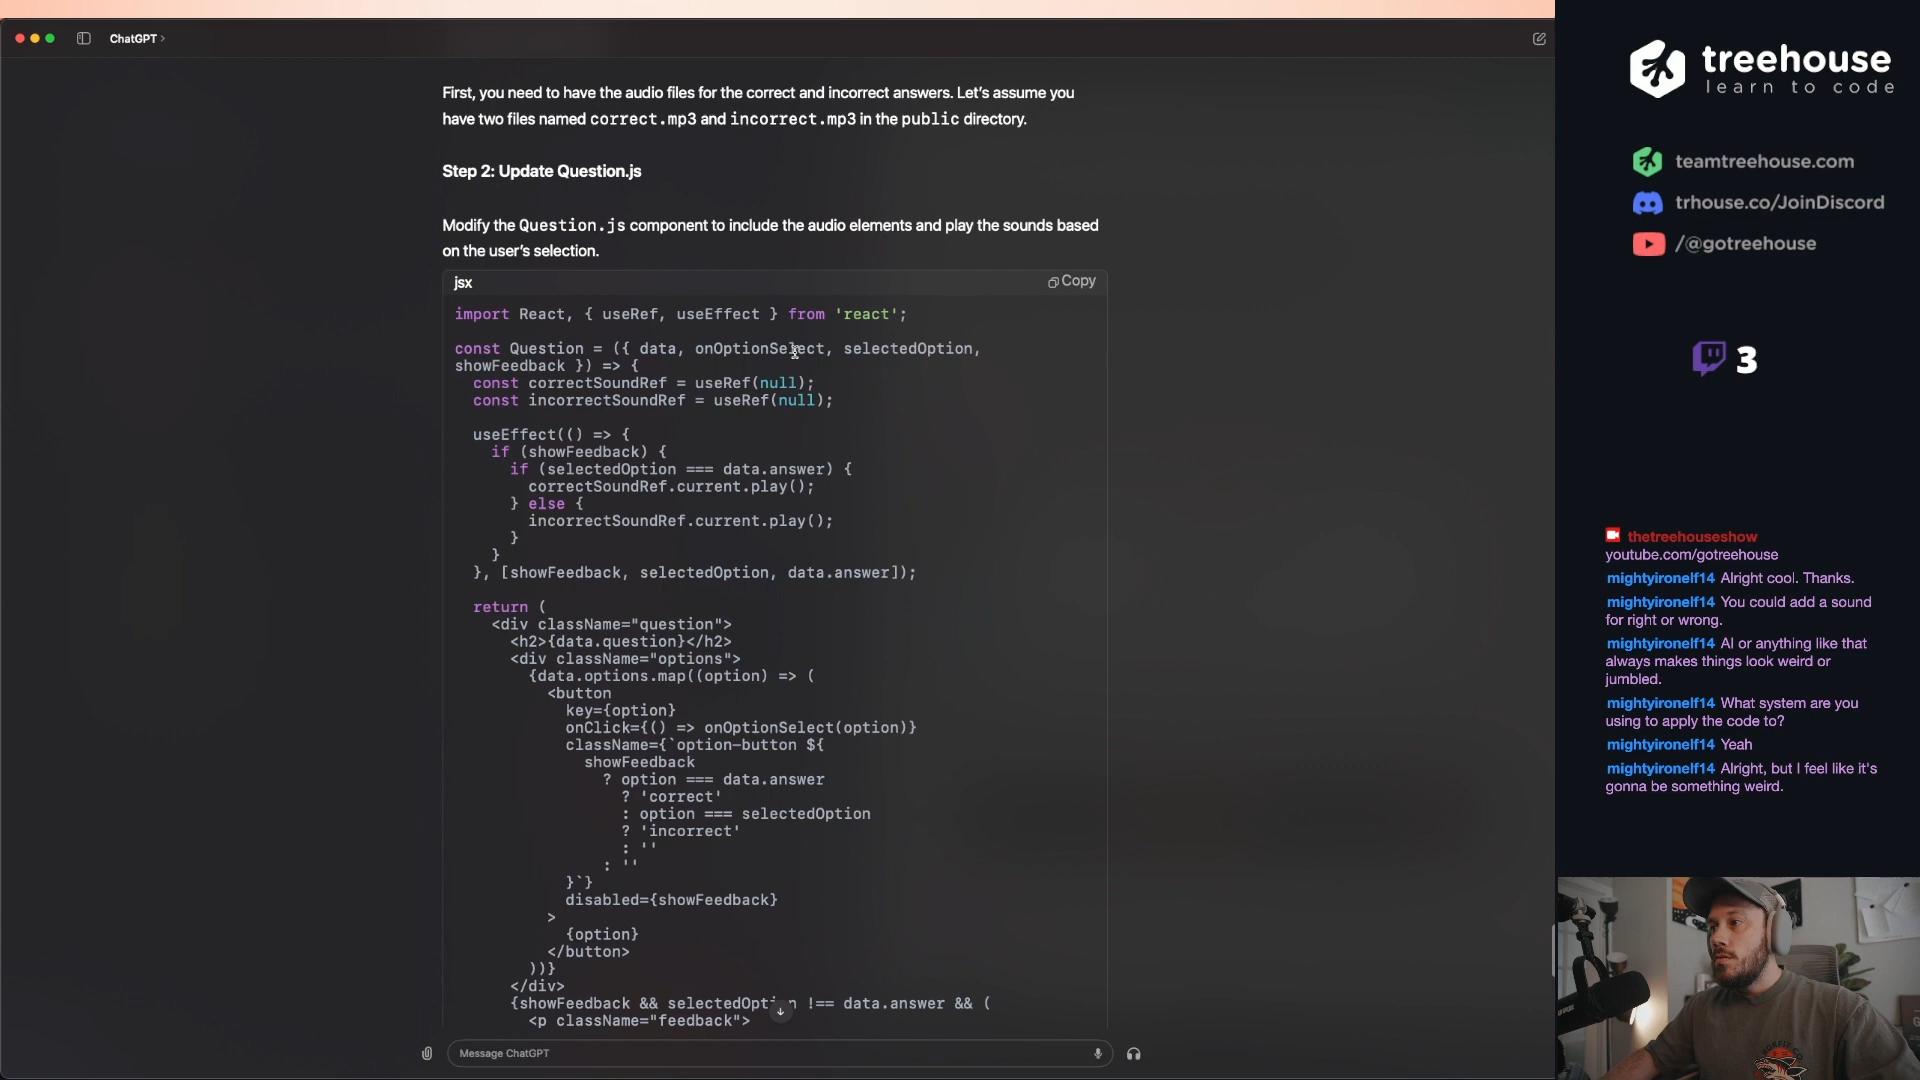 ChatGPT >
First, you need to have the audio files for the correct and incorrect answers. Let's assume you
have two files named correct.mp3 and incorrect.mp3 in the public directory.
Step 2: Update Question.js
Modify the Question.js component to include the audio elements and play the sounds based
on the user's selection.
jsx
Copy
import React, { useRef, useEffect } from 'react';
const Question = ({ data, onOptionSelect, selectedOption,
showFeedback }) => {
const correctSoundRef = useRef(null);
const incorrectSoundRef = useRef(null);
useEffect(() => {
if (showFeedback) {
if (selectedOption === data.answer) {
correctSoundRef.current.play();
} else {
incorrectSoundRef.current.play();
}
}
}, [showFeedback, selectedOption, data.answer]);
return (
<div className="question">
<h2>{data.question}</h2>
<div className="options">
{data.options.map((option) => (
<button
key={option}
onClick={() => onOptionSelect(option)}
className={`option-button ${
showFeedback
? option === data.answer
? 'correct'
: option === selectedOption
? 'incorrect'
: ''
: ''
}`}
disabled={showFeedback}
>
{option}
</button>
))}
</div>
{showFeedback && selectedOption !== data.answer && (
<p className="feedback">
Message ChatGPT
treehouse
learn to code
teamtreehouse.com
trhouse.co/JoinDiscord
/@gotreehouse
3
thetreehouseshow
youtube.com/gotreehouse
mightyironelf14 Alright cool. Thanks.
mightyironelf14 You could add a sound
for right or wrong.
mightyironelf14 AI or anything like that
always makes things look weird or
jumbled.
mightyironelf14 What system are you
using to apply the code to?
mightyironelf14 Yeah
mightyironelf14 Alright, but I feel like it's
gonna be something weird.